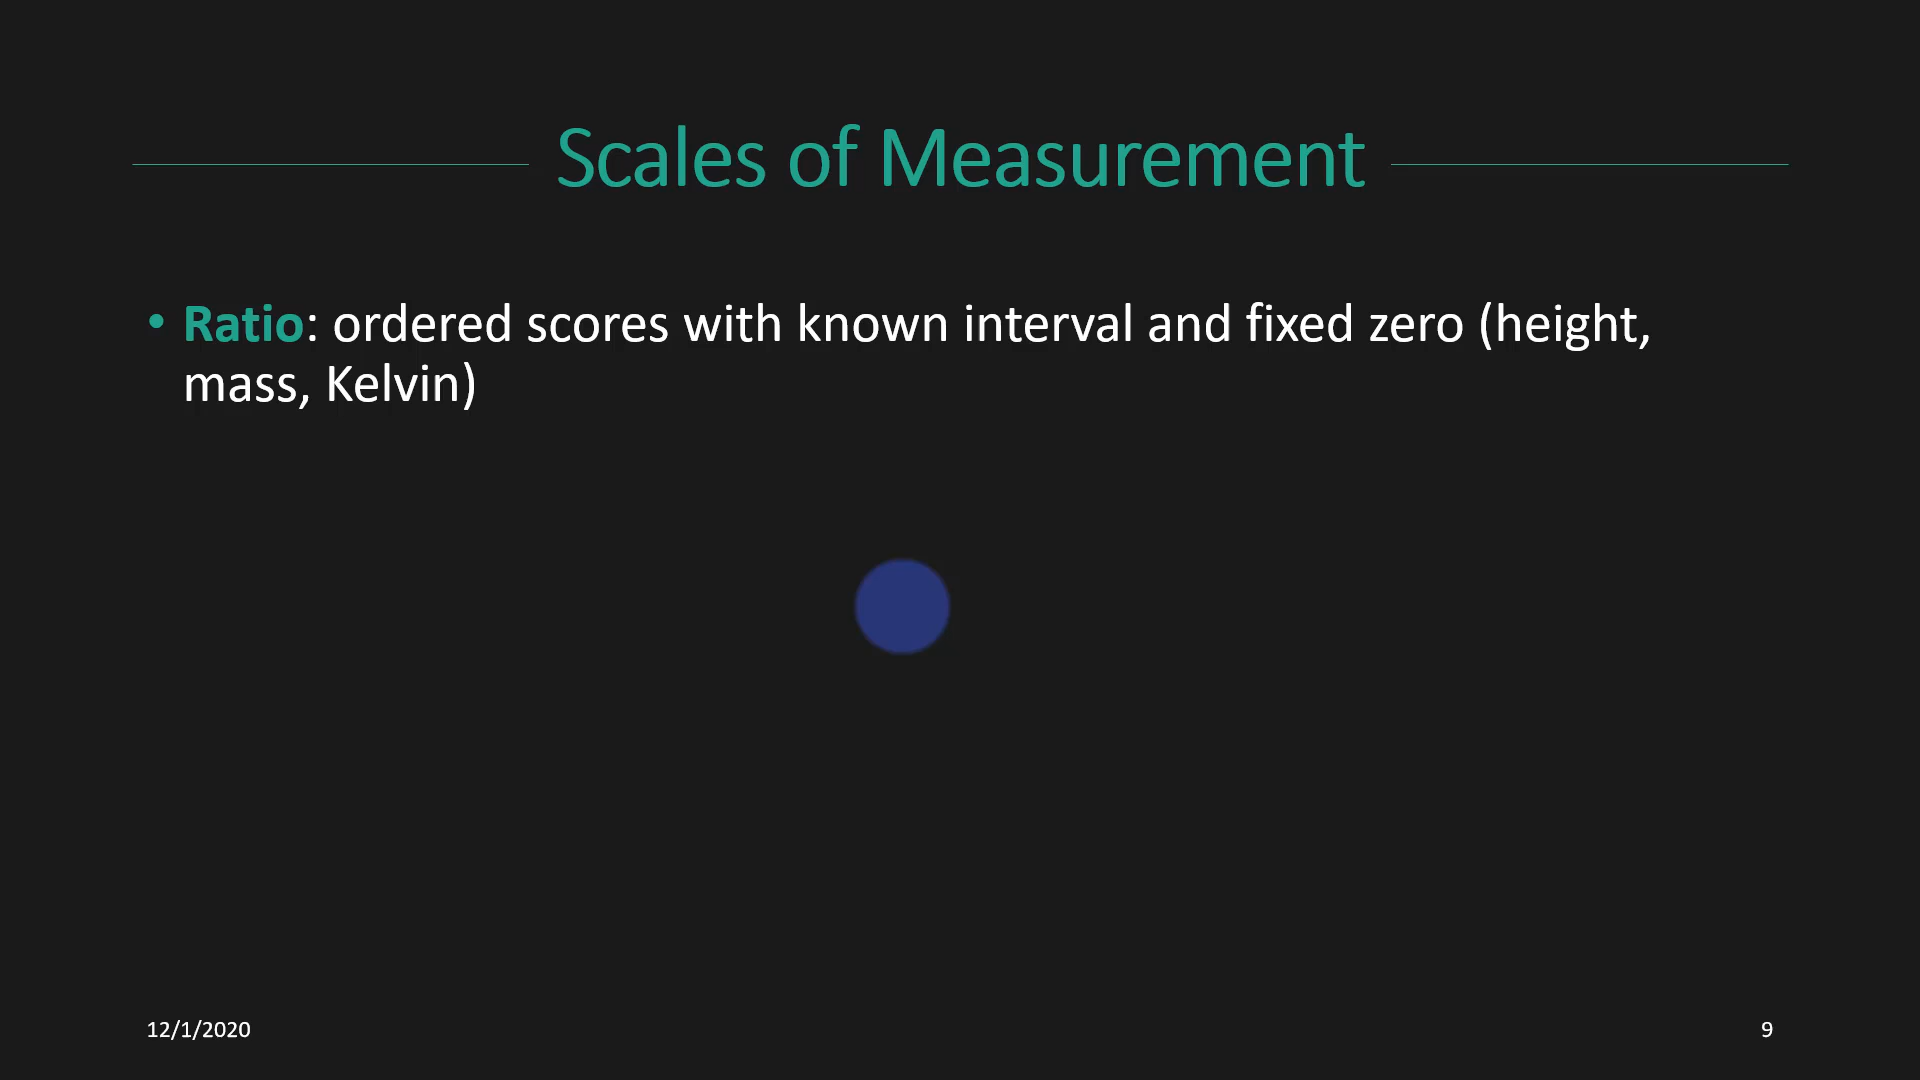 Scales of Measurement
• Ratio: ordered scores with known interval and fixed zero (height,
mass, Kelvin)
12/1/2020
9